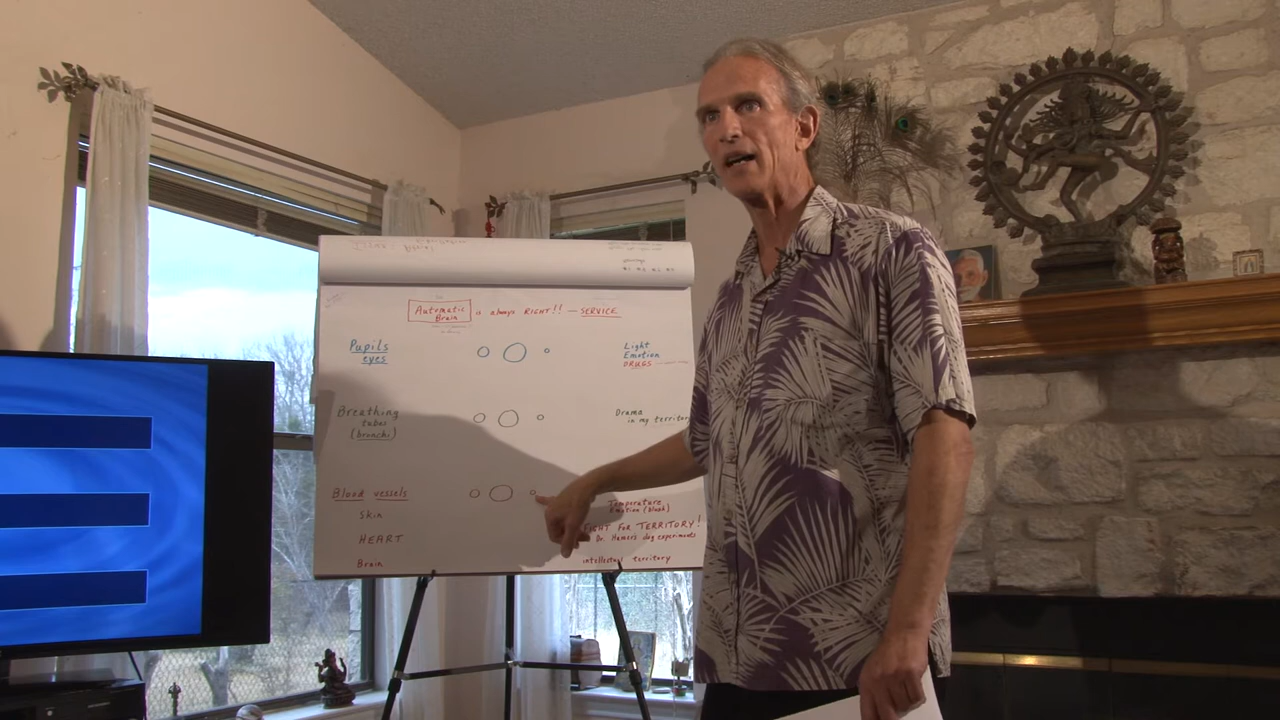 Automatic
Brain is always RIGHT!! — SERVICE
Pupils
eyes
Light
Emotion
DRUGS
Breathing
tubes
(bronchi)
Drama
in my territory
Blood vessels
Skin
HEART
Brain
Temperature
Emotion (blush)
FIGHT FOR TERRITORY!
Dr. Hamer's dog experiments
intellectual territory